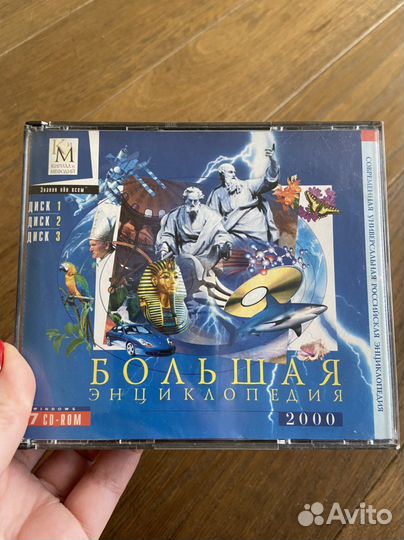 К и
М
КИРИЛЛ и
МЕФОДИЙ
Знания обо всем
ДИСК 1
ДИСК 2
ДИСК 3
СОВРЕМЕННАЯ УНИВЕРСАЛЬНАЯ РОССИЙСКАЯ ЭНЦИКЛОПЕДИЯ
БОЛЬШАЯ
ЭНЦИКЛОПЕДИЯ
2000
WINDOWS
CD-ROM
Avito